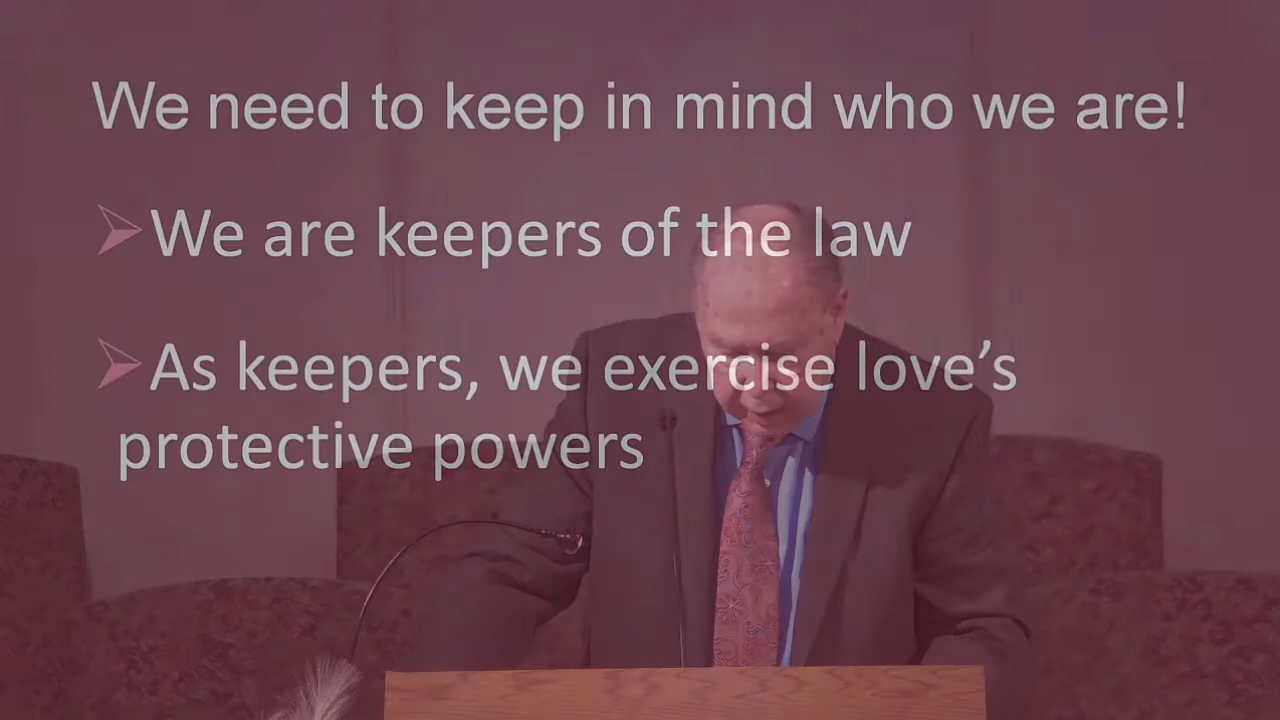 We need to keep in mind who we are!
We are keepers of the law
As keepers, we exercise love’s
protective powers